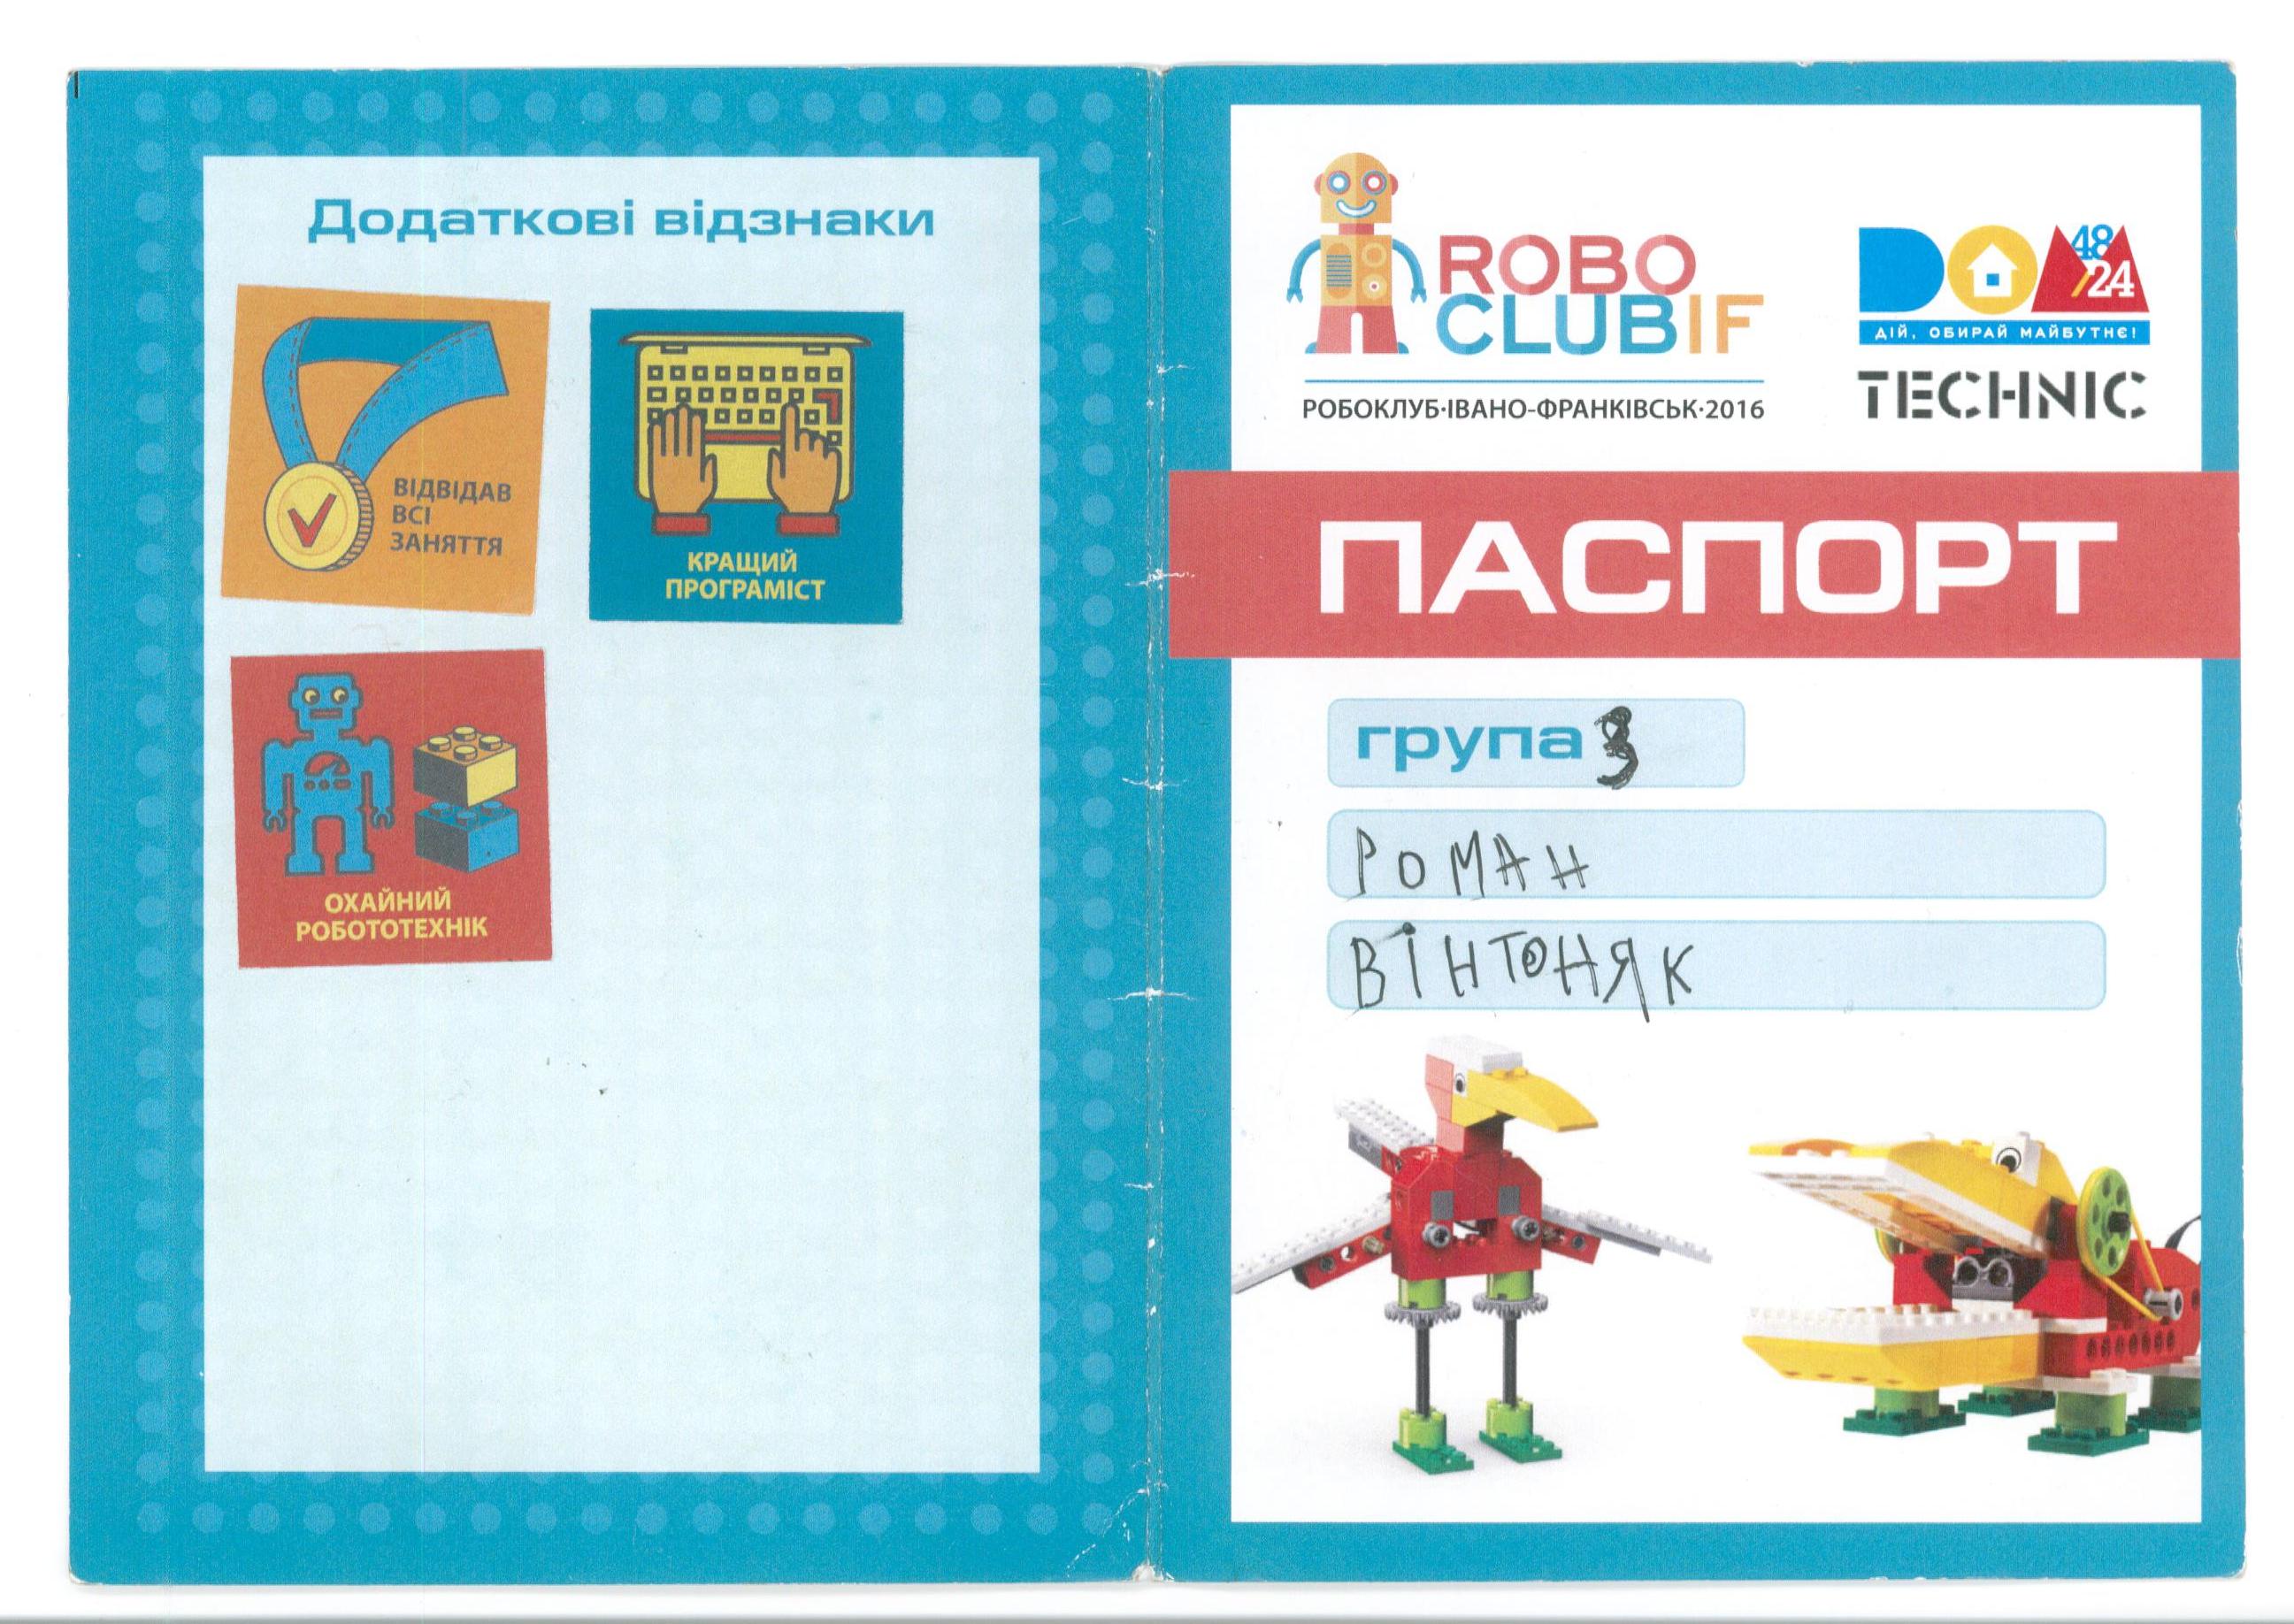 Додаткові відзнаки
ВІДВІДАВ
ВСІ
ЗАНЯТТЯ
КРАЩИЙ
ПРОГРАМІСТ
ОХАЙНИЙ
РОБОТОТЕХНІК
ROBO
CLUBIF
РОБОКЛУБ·ІВАНО-ФРАНКІВСЬК·2016
DOM
48
24
ДІЙ, ОБИРАЙ МАЙБУТНЄ!
TECHNIC
ПАСПОРТ
група 3
РОМАН
ВІНТОНЯК